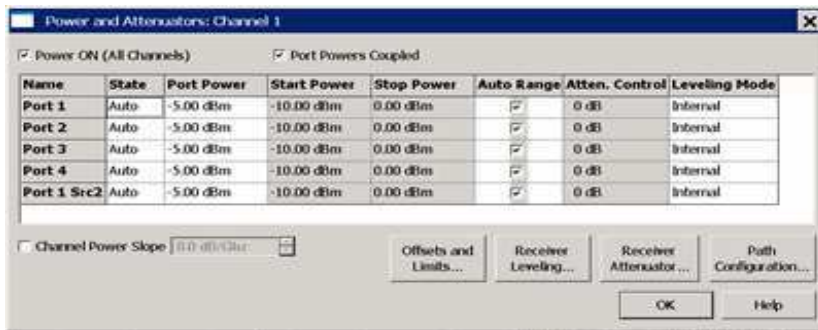 Power and Attenuators: Channel 1
Power ON (All Channels) Port Powers Coupled
Name State Port Power Start Power Stop Power Auto Range Atten. Control Leveling Mode
Port 1 Auto -5.00 dBm -10.00 dBm 0.00 dBm 0 dB Internal
Port 2 Auto -5.00 dBm -10.00 dBm 0.00 dBm 0 dB Internal
Port 3 Auto -5.00 dBm -10.00 dBm 0.00 dBm 0 dB Internal
Port 4 Auto -5.00 dBm -10.00 dBm 0.00 dBm 0 dB Internal
Port 1 Src2 Auto -5.00 dBm -10.00 dBm 0.00 dBm 0 dB Internal
Channel Power Slope 0.0 dB/Ghz
Offsets and Limits... Receiver Leveling... Receiver Attenuator... Path Configuration...
OK Help